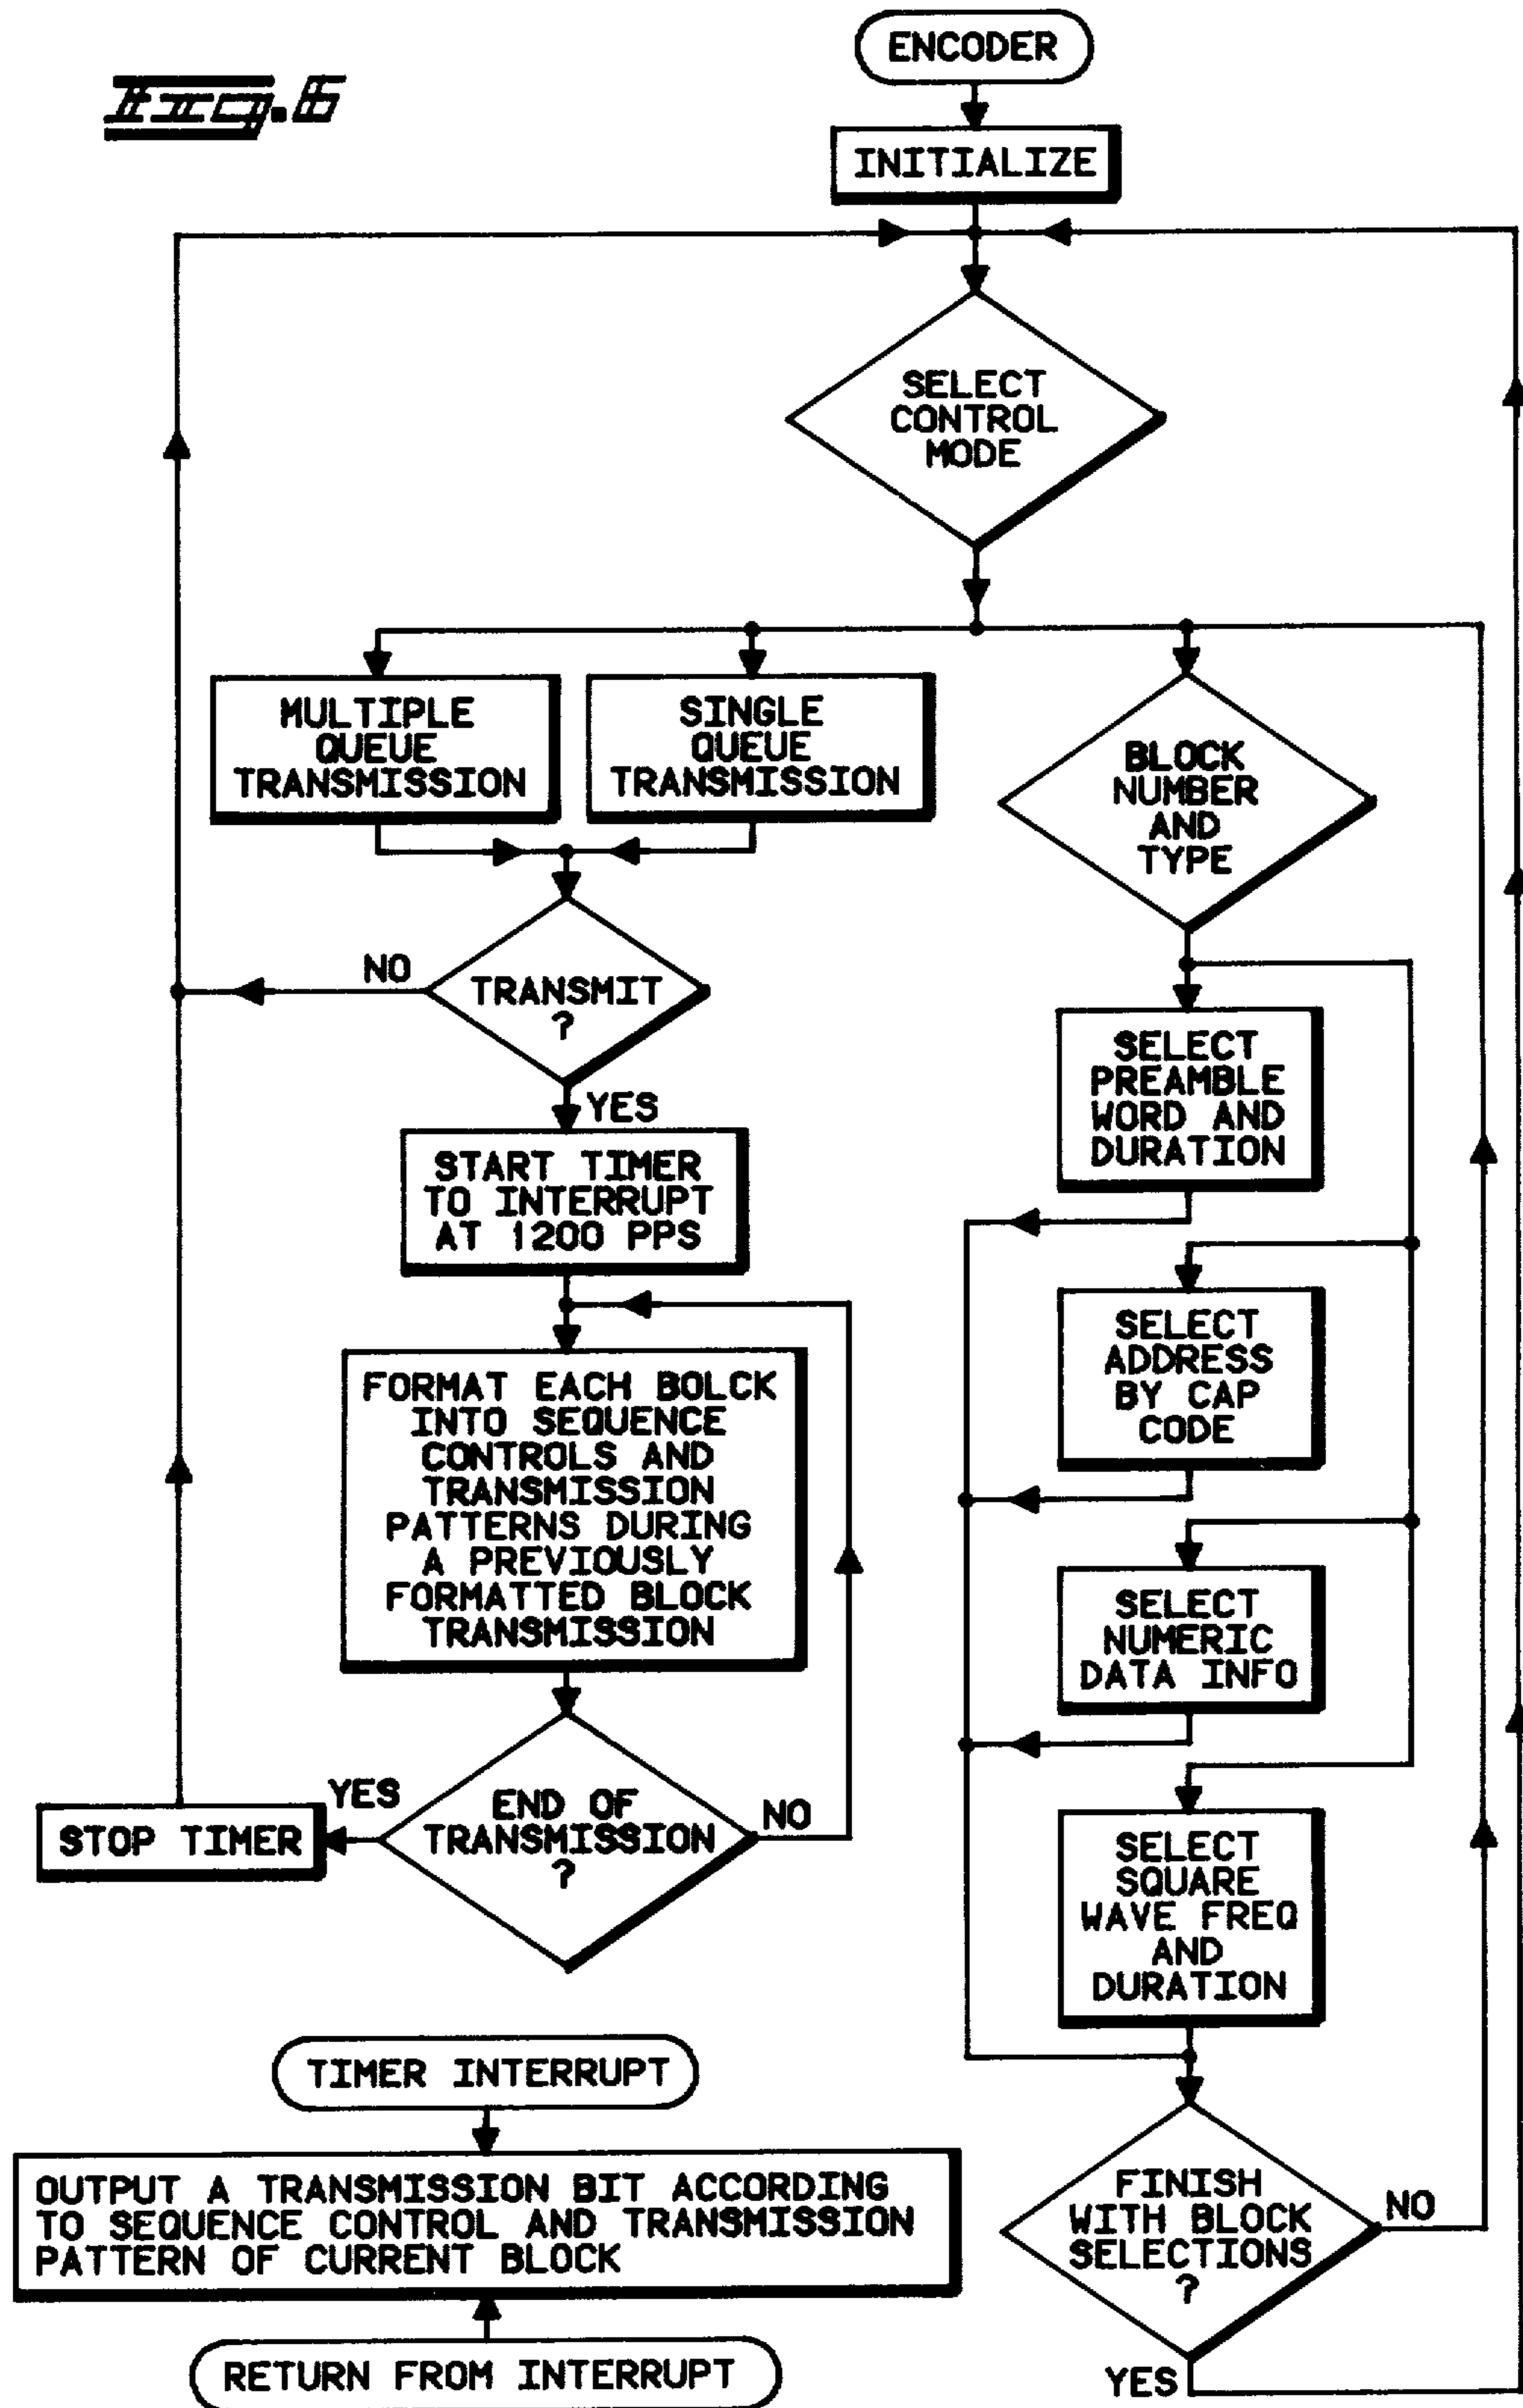 Fig. 6
ENCODER
INITIALIZE
SELECT
CONTROL
MODE
MULTIPLE
QUEUE
TRANSMISSION
SINGLE
QUEUE
TRANSMISSION
BLOCK
NUMBER
AND
TYPE
NO
TRANSMIT
?
YES
START TIMER
TO INTERRUPT
AT 1200 PPS
FORMAT EACH BOLCK
INTO SEQUENCE
CONTROLS AND
TRANSMISSION
PATTERNS DURING
A PREVIOUSLY
FORMATTED BLOCK
TRANSMISSION
YES
END OF
TRANSMISSION
?
NO
STOP TIMER
SELECT
PREAMBLE
WORD AND
DURATION
SELECT
ADDRESS
BY CAP
CODE
SELECT
NUMERIC
DATA INFO
SELECT
SQUARE
WAVE FREQ
AND
DURATION
FINISH
WITH BLOCK
SELECTIONS
?
NO
YES
TIMER INTERRUPT
OUTPUT A TRANSMISSION BIT ACCORDING
TO SEQUENCE CONTROL AND TRANSMISSION
PATTERN OF CURRENT BLOCK
RETURN FROM INTERRUPT